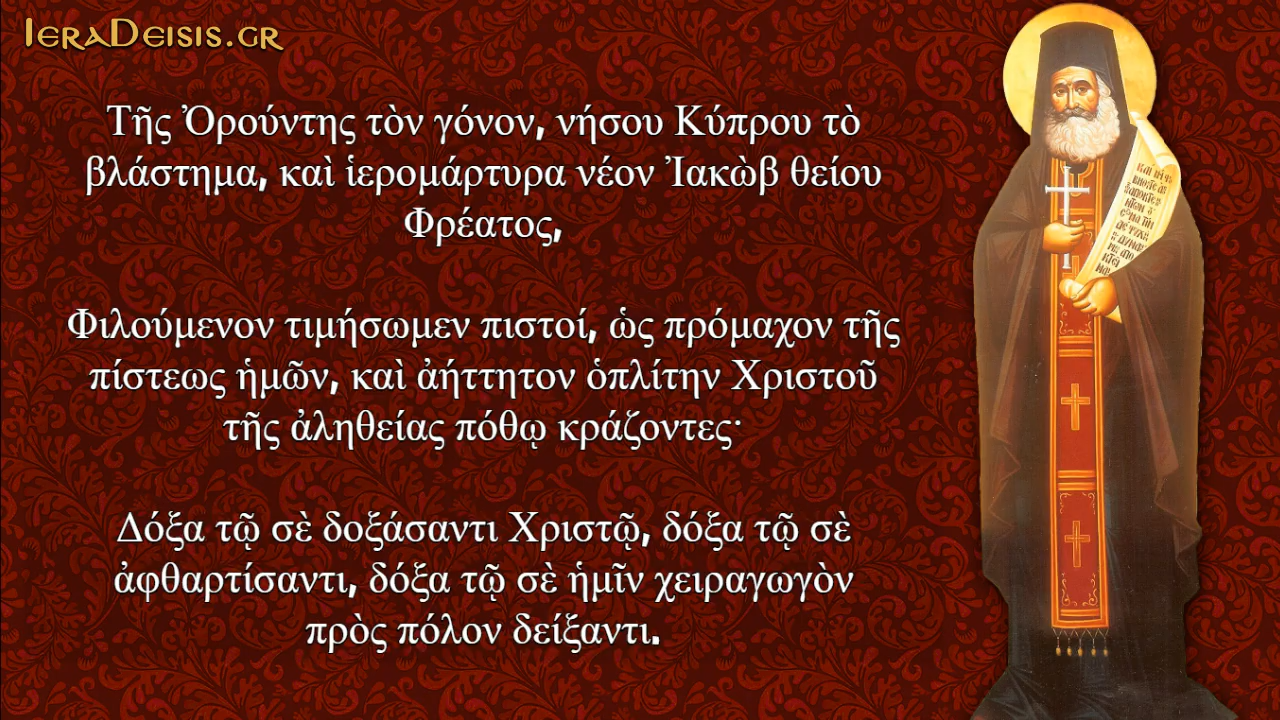 IERADEISIS.GR
Τῆς Ὀρούντης τὸν γόνον, νήσου Κύπρου τὸ
βλάστημα, καὶ ἱερομάρτυρα νέον Ἰακὼβ θείου
Φρέατος,
Φιλούμενον τιμήσωμεν πιστοί, ὡς πρόμαχον τῆς
πίστεως ἡμῶν, καὶ ἀήττητον ὁπλίτην Χριστοῦ
τῆς ἀληθείας πόθῳ κράζοντες·
Δόξα τῷ σὲ δοξάσαντι Χριστῷ, δόξα τῷ σὲ
ἀφθαρτίσαντι, δόξα τῷ σὲ ἡμῖν χειραγωγὸν
πρὸς πόλον δείξαντι.